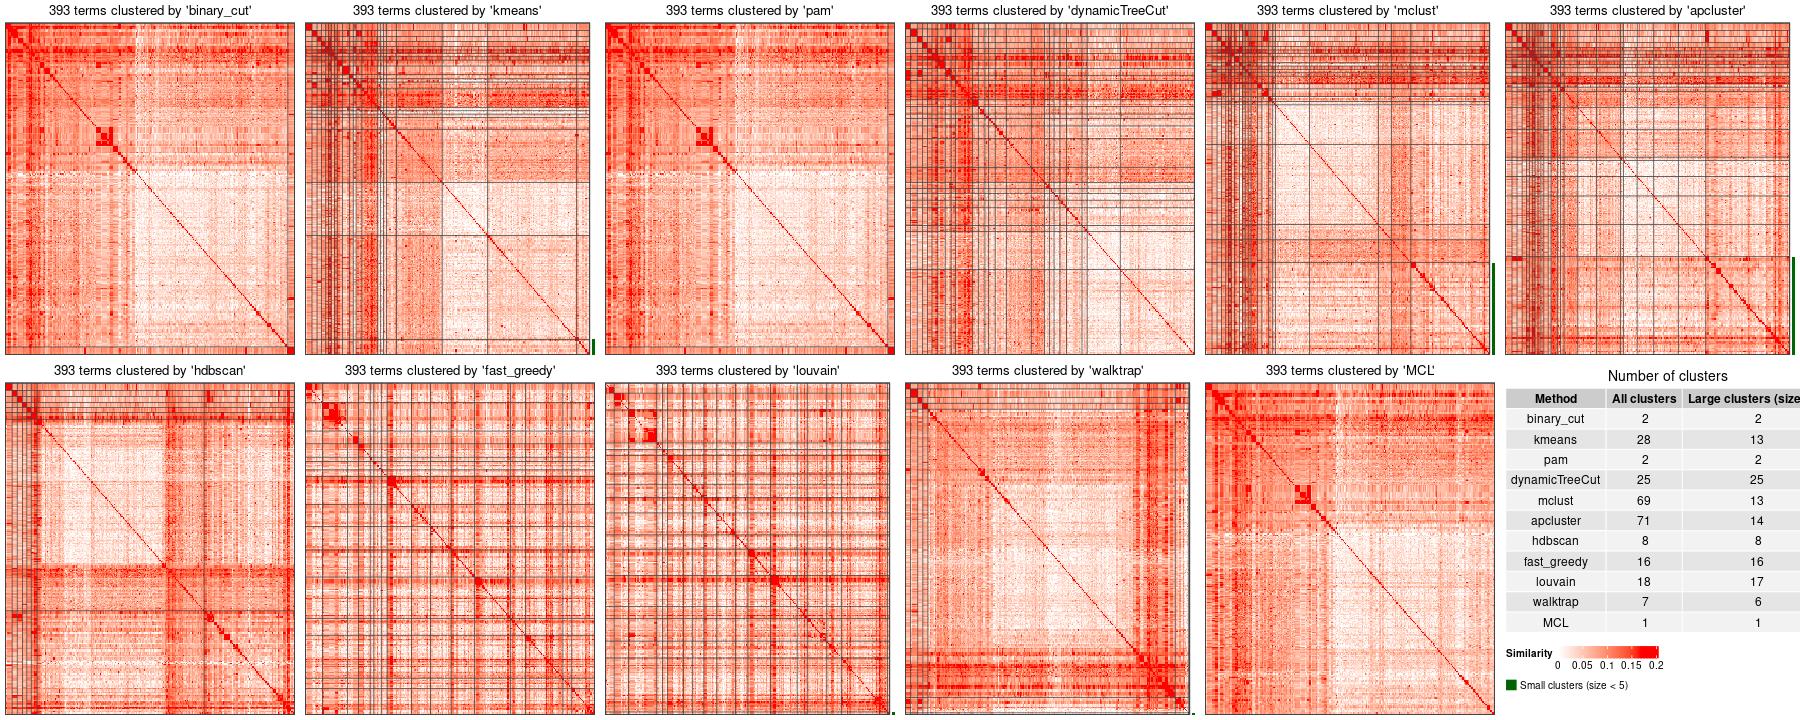 393 terms clustered by 'binary_cut'
393 terms clustered by 'kmeans'
393 terms clustered by 'pam'
393 terms clustered by 'dynamicTreeCut'
393 terms clustered by 'mclust'
393 terms clustered by 'apcluster'
393 terms clustered by 'hdbscan'
393 terms clustered by 'fast_greedy'
393 terms clustered by 'louvain'
393 terms clustered by 'walktrap'
393 terms clustered by 'MCL'
Number of clusters
Method All clusters Large clusters (size
binary_cut 2 2
kmeans 28 13
pam 2 2
dynamicTreeCut 25 25
mclust 69 13
apcluster 71 14
hdbscan 8 8
fast_greedy 16 16
louvain 18 17
walktrap 7 6
MCL 1 1
Similarity
0 0.05 0.1 0.15 0.2
Small clusters (size < 5)